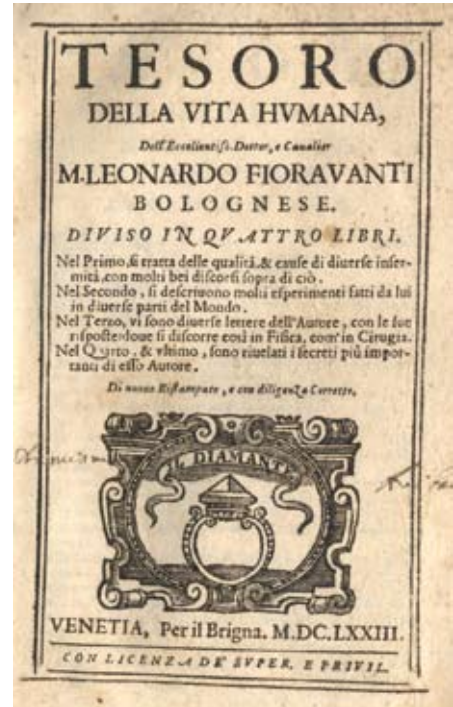 TESORO
DELLA VITA HVMANA,
Dell' Eccellentiss. Dottor, e Caualier
M. LEONARDO FIORAVANTI
BOLOGNESE.
DIVISO IN QVATTRO LIBRI.
Nel Primo, si tratta delle qualità, & cause di diuerse infer-
mità, con molti bei discorsi sopra di ciò.
Nel Secondo, si descriuono molti esperimenti fatti da lui
in diuerse parti del Mondo.
Nel Terzo, vi sono diuerse lettere dell'Autore, con le sue
risposte: doue si discorre così in Fisica, com' in Cirugia.
Nel Quarto, & vltimo, sono riuelati i secreti più impor-
tanti di esso Autore.
Di nuouo Ristampato, e con diligenza Corretto.
IL DIAMANTE
VENETIA, Per il Brigna. M.DC.LXXIII.
CON LICENZA DE' SVPER. E PRIVIL.